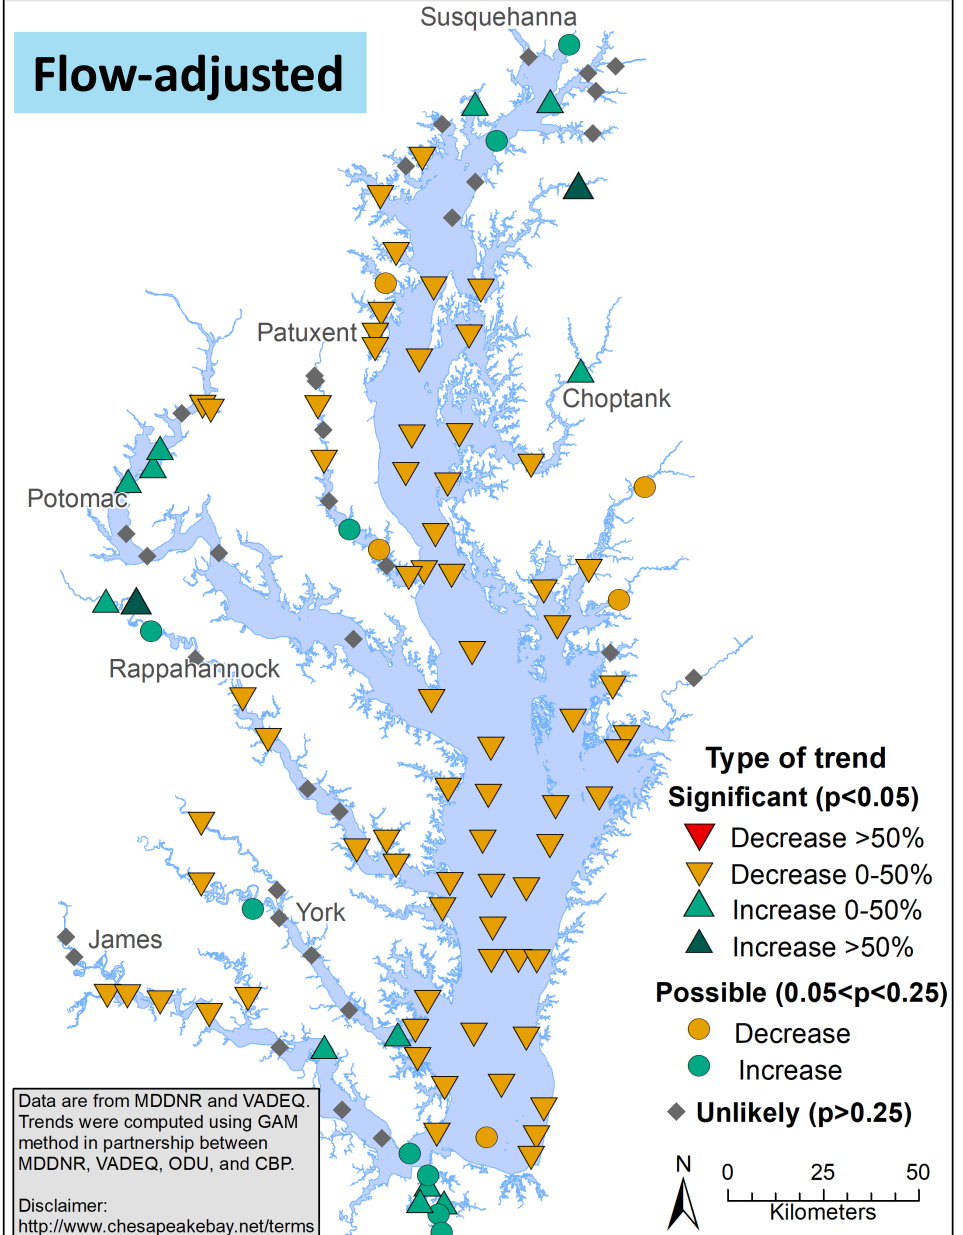 Susquehanna
Flow-adjusted
Patuxent
Choptank
Potomac
Rappahannock
York
James
Type of trend
Significant (p<0.05)
Decrease >50%
Decrease 0-50%
Increase 0-50%
Increase >50%
Possible (0.05<p<0.25)
Decrease
Increase
Unlikely (p>0.25)
Data are from MDDNR and VADEQ.
Trends were computed using GAM
method in partnership between
MDDNR, VADEQ, ODU, and CBP.
Disclaimer:
http://www.chesapeakebay.net/terms
N
0 25 50
Kilometers